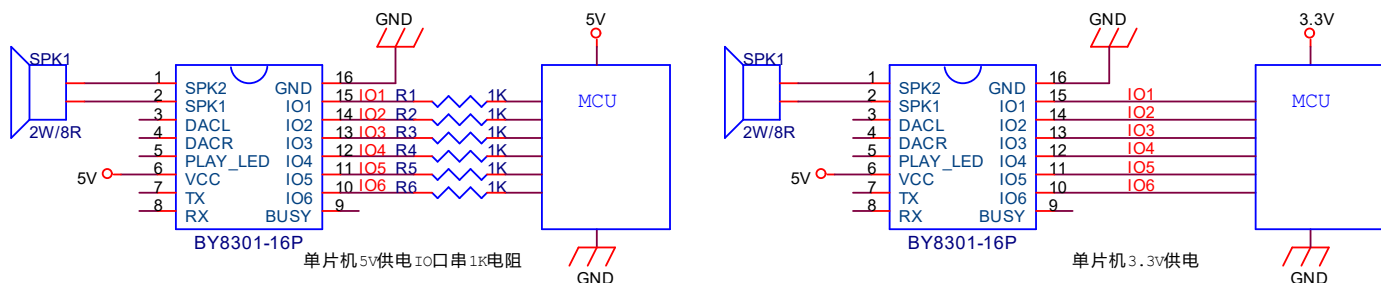 GND
5V
SPK1
1 SPK2 GND 16
2 SPK1 IO1 15 IO1 R1 1K
3 DACL IO2 14 IO2 R2 1K
4 DACR IO3 13 IO3 R3 1K
5 PLAY_LED IO4 12 IO4 R4 1K
6 VCC IO5 11 IO5 R5 1K
7 TX IO6 10 IO6 R6 1K
8 RX BUSY 9
MCU
2W/8R
5V
BY8301-16P
单片机5V供电IO口串1K电阻
GND
GND
3.3V
SPK1
1 SPK2 GND 16
2 SPK1 IO1 15 IO1
3 DACL IO2 14 IO2
4 DACR IO3 13 IO3
5 PLAY_LED IO4 12 IO4
6 VCC IO5 11 IO5
7 TX IO6 10 IO6
8 RX BUSY 9
MCU
2W/8R
5V
BY8301-16P
单片机3.3V供电
GND